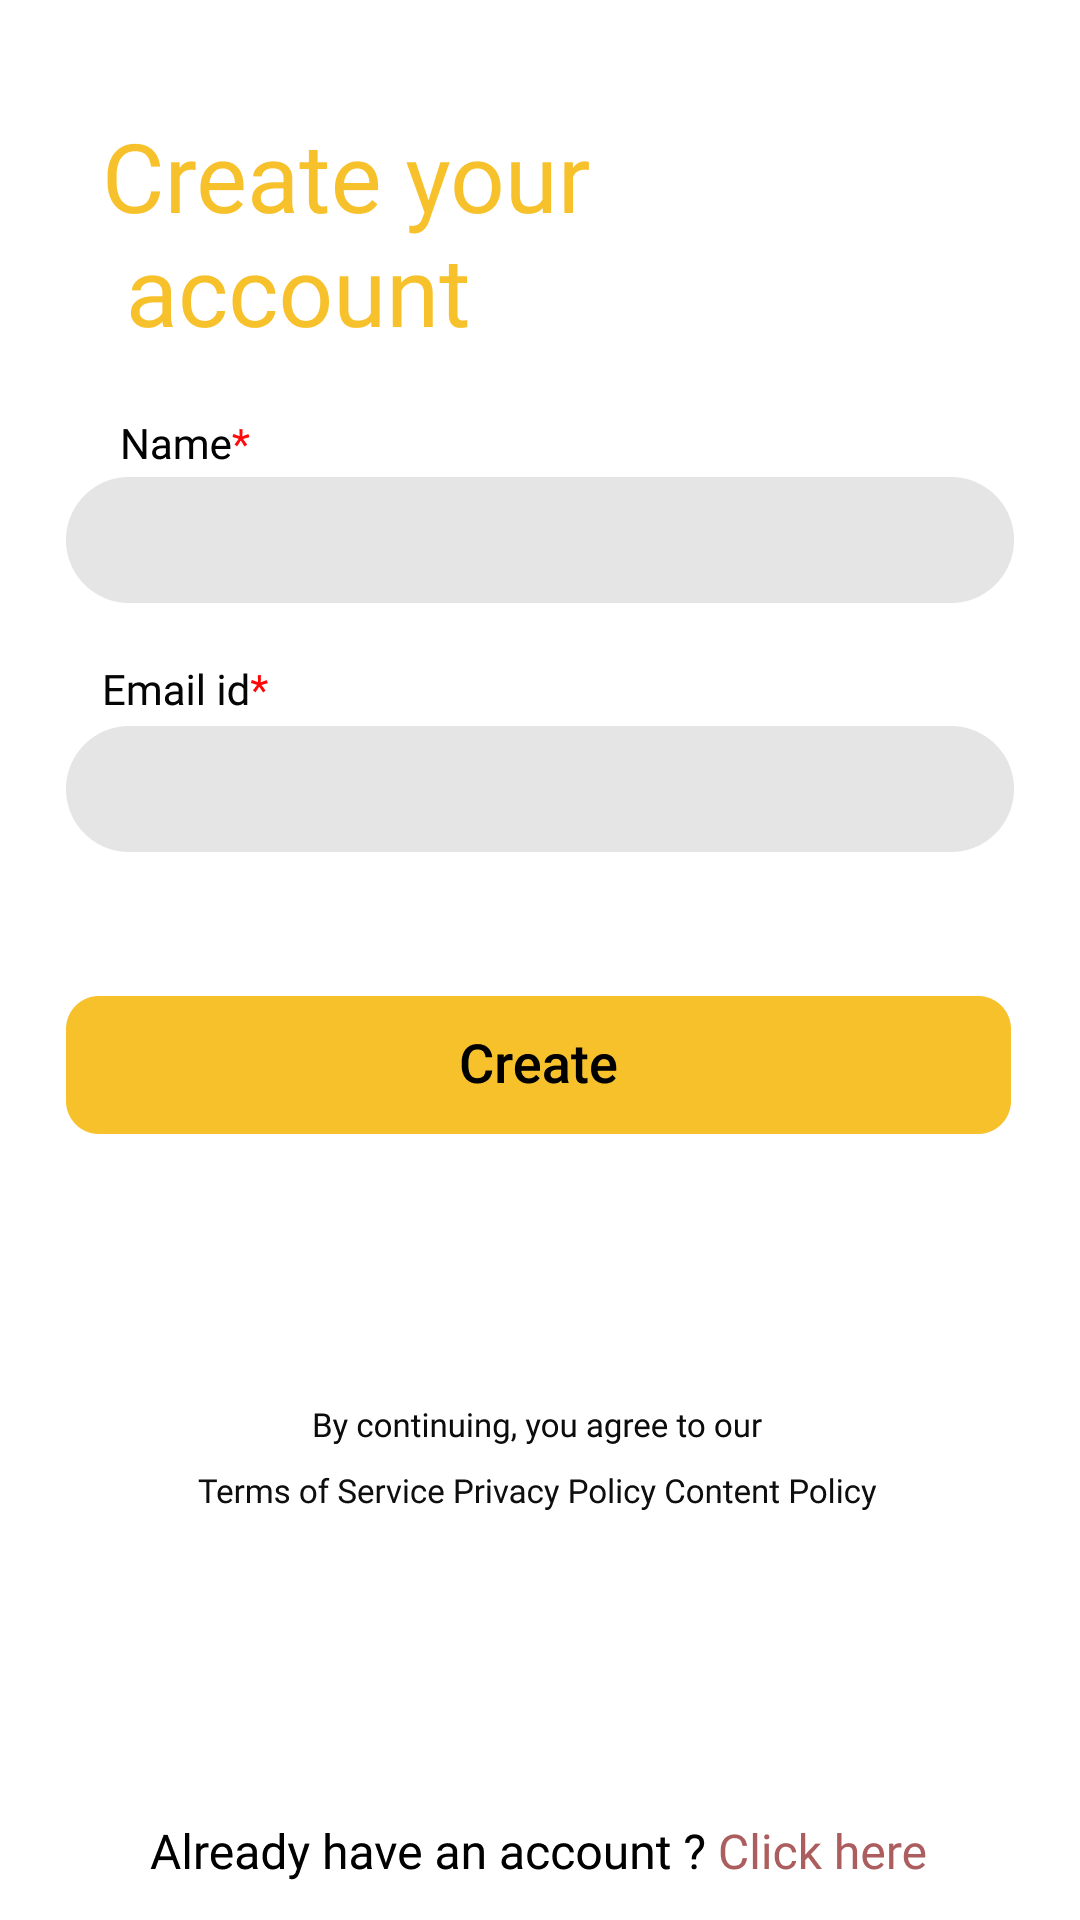 Create your
account
Name*
Email id*
Create
By continuing, you agree to our
Terms of Service Privacy Policy Content Policy
Already have an account ? Click here